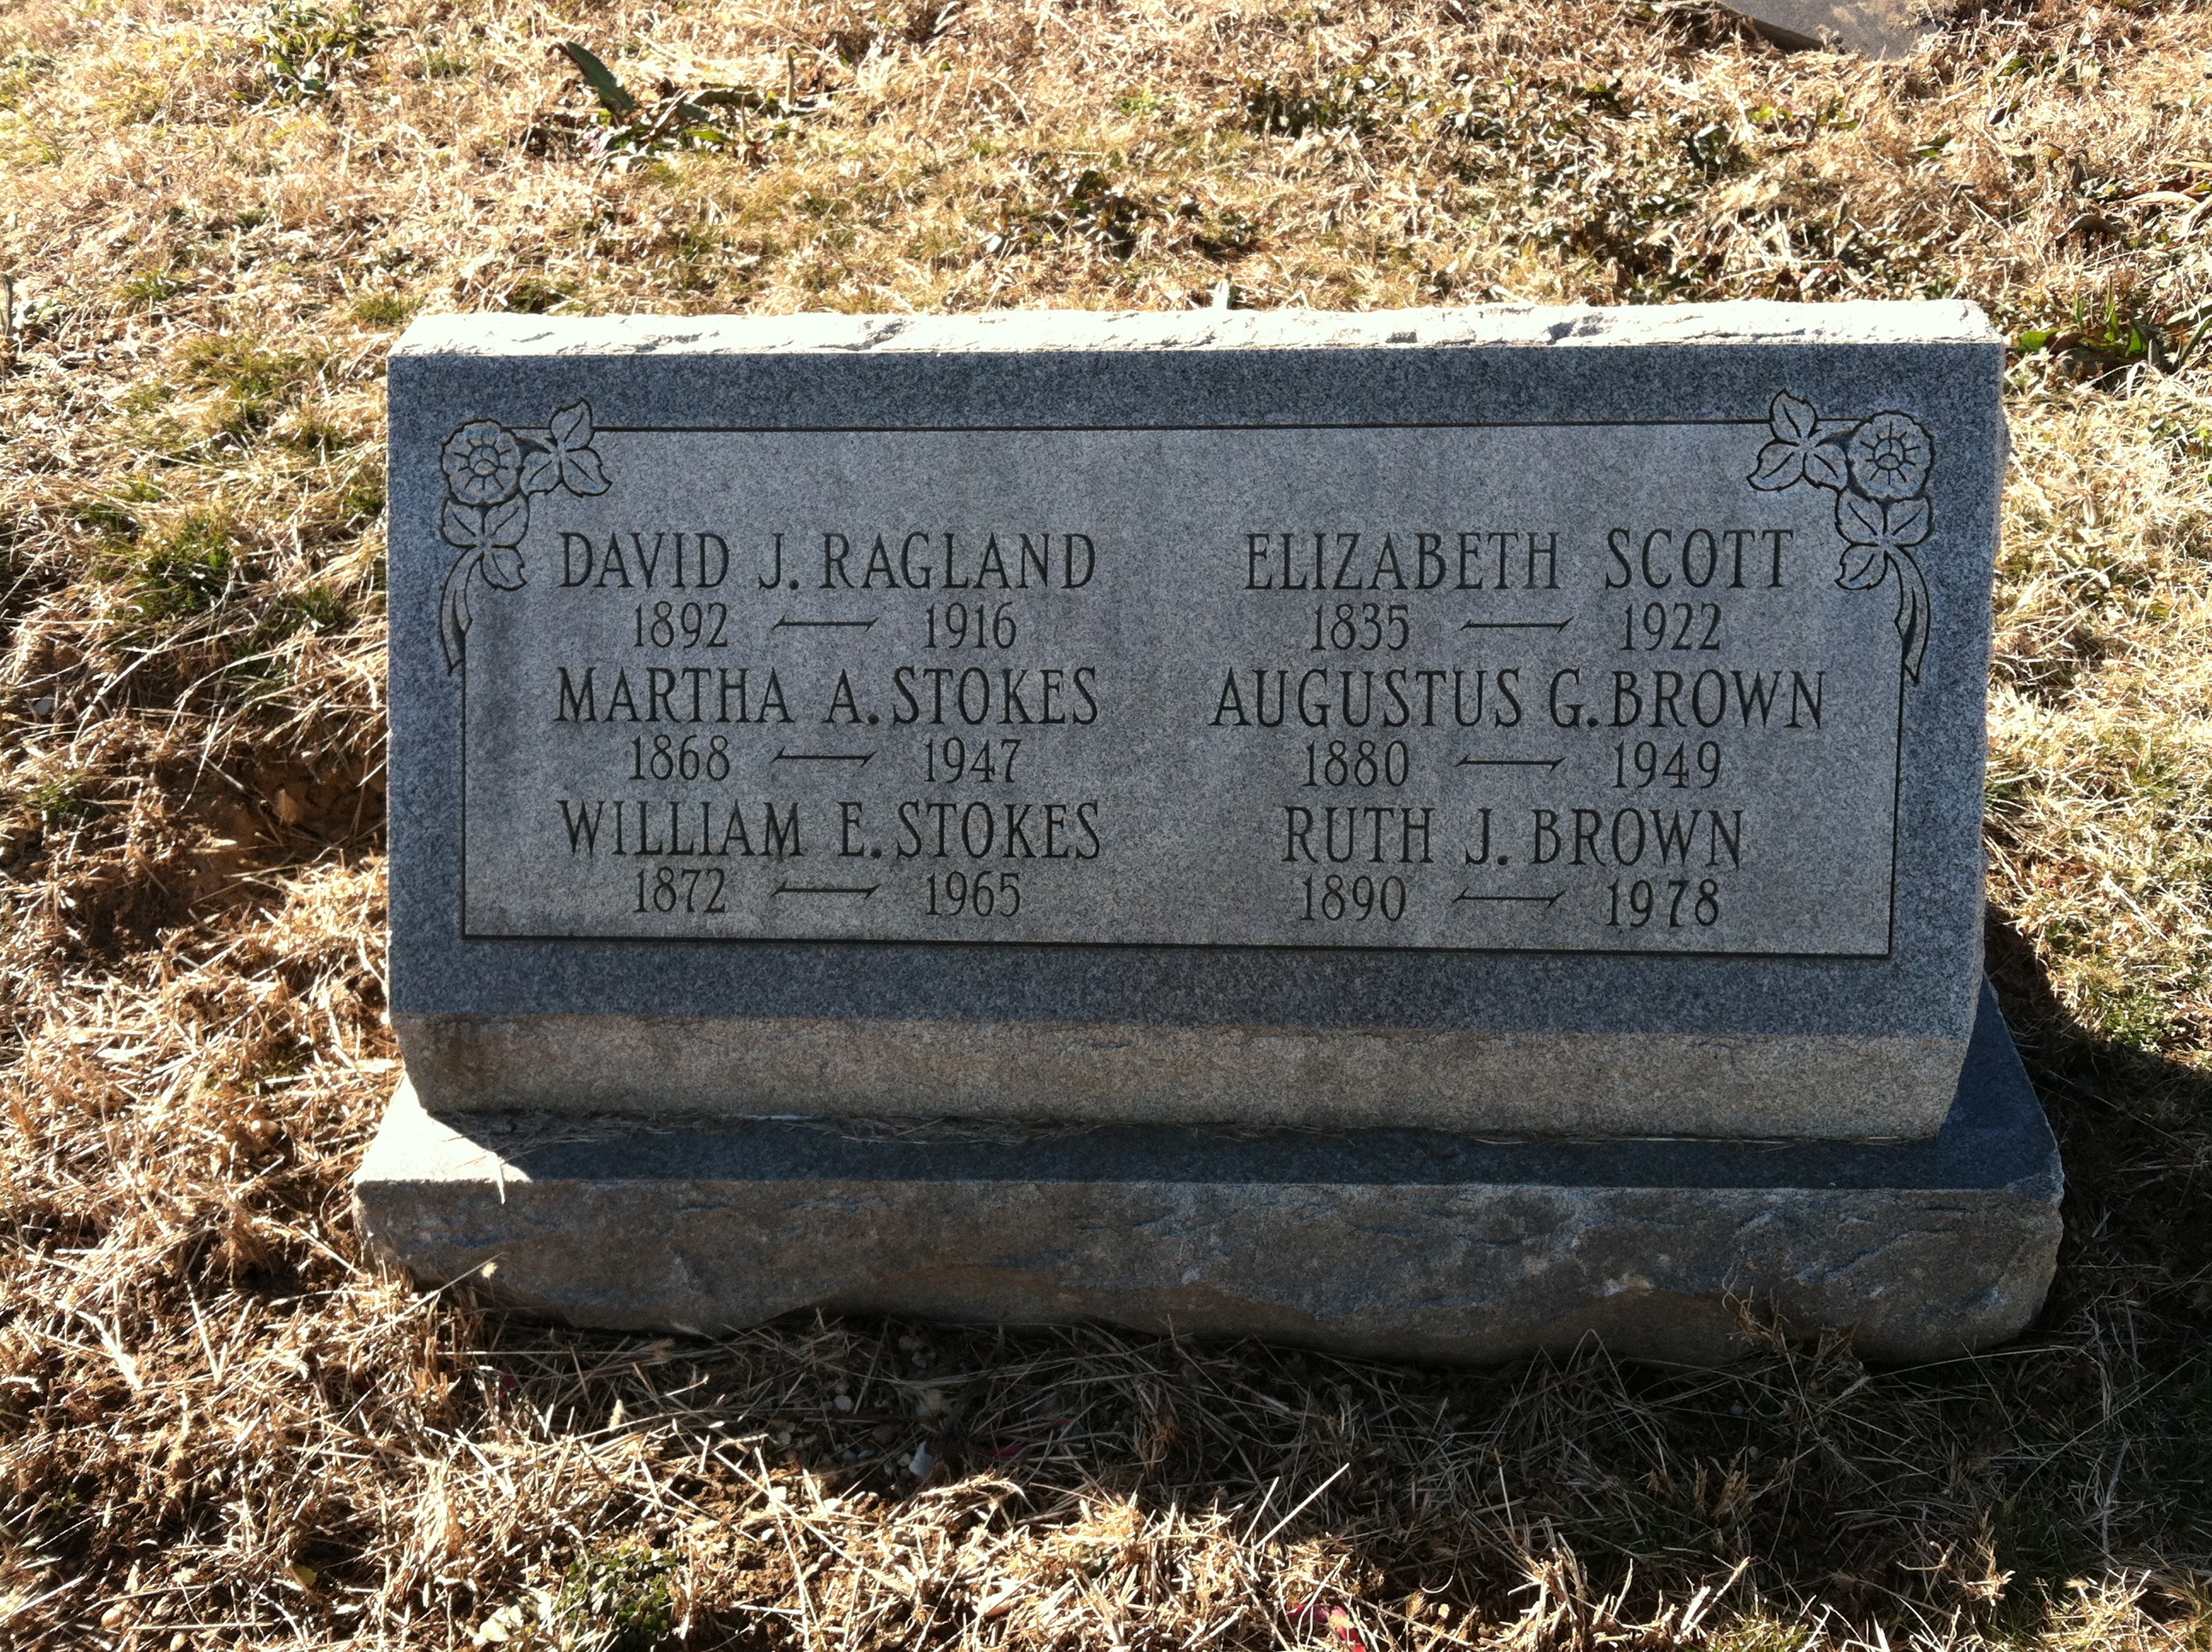 DAVID J. RAGLAND
1892 — 1916
MARTHA A. STOKES
1868 — 1947
WILLIAM E. STOKES
1872 — 1965
ELIZABETH SCOTT
1835 — 1922
AUGUSTUS G. BROWN
1880 — 1949
RUTH J. BROWN
1890 — 1978